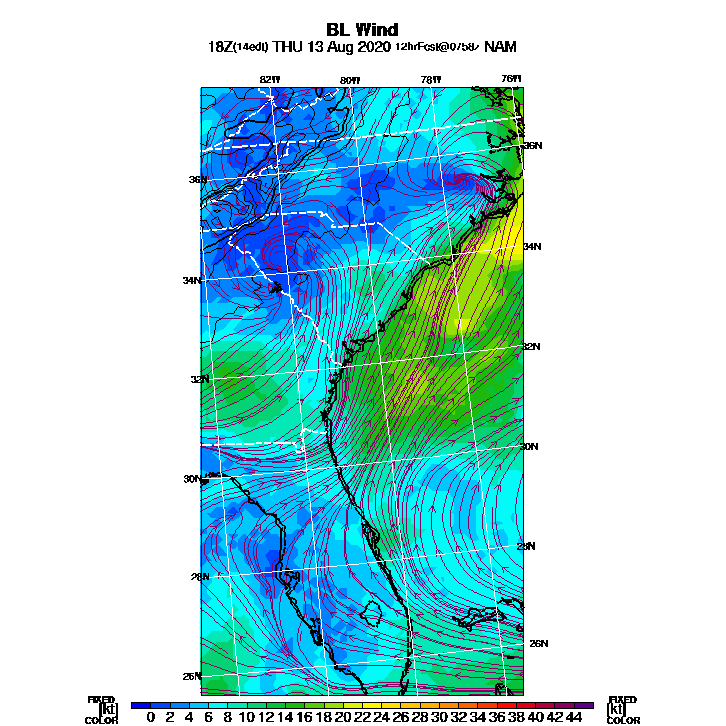 BL Wind
18Z(14edt) THU 13 Aug 2020 12hrFcst@0758z NAM
82W 80W 78W 76W
36N
36N
34N
34N
32N
32N
30N
30N
28N
28N
26N
26N
FIXED FIXED
[kt] 0 2 4 6 8 10 12 14 16 18 20 22 24 26 28 30 32 34 36 38 40 42 44 [kt]
COLOR COLOR